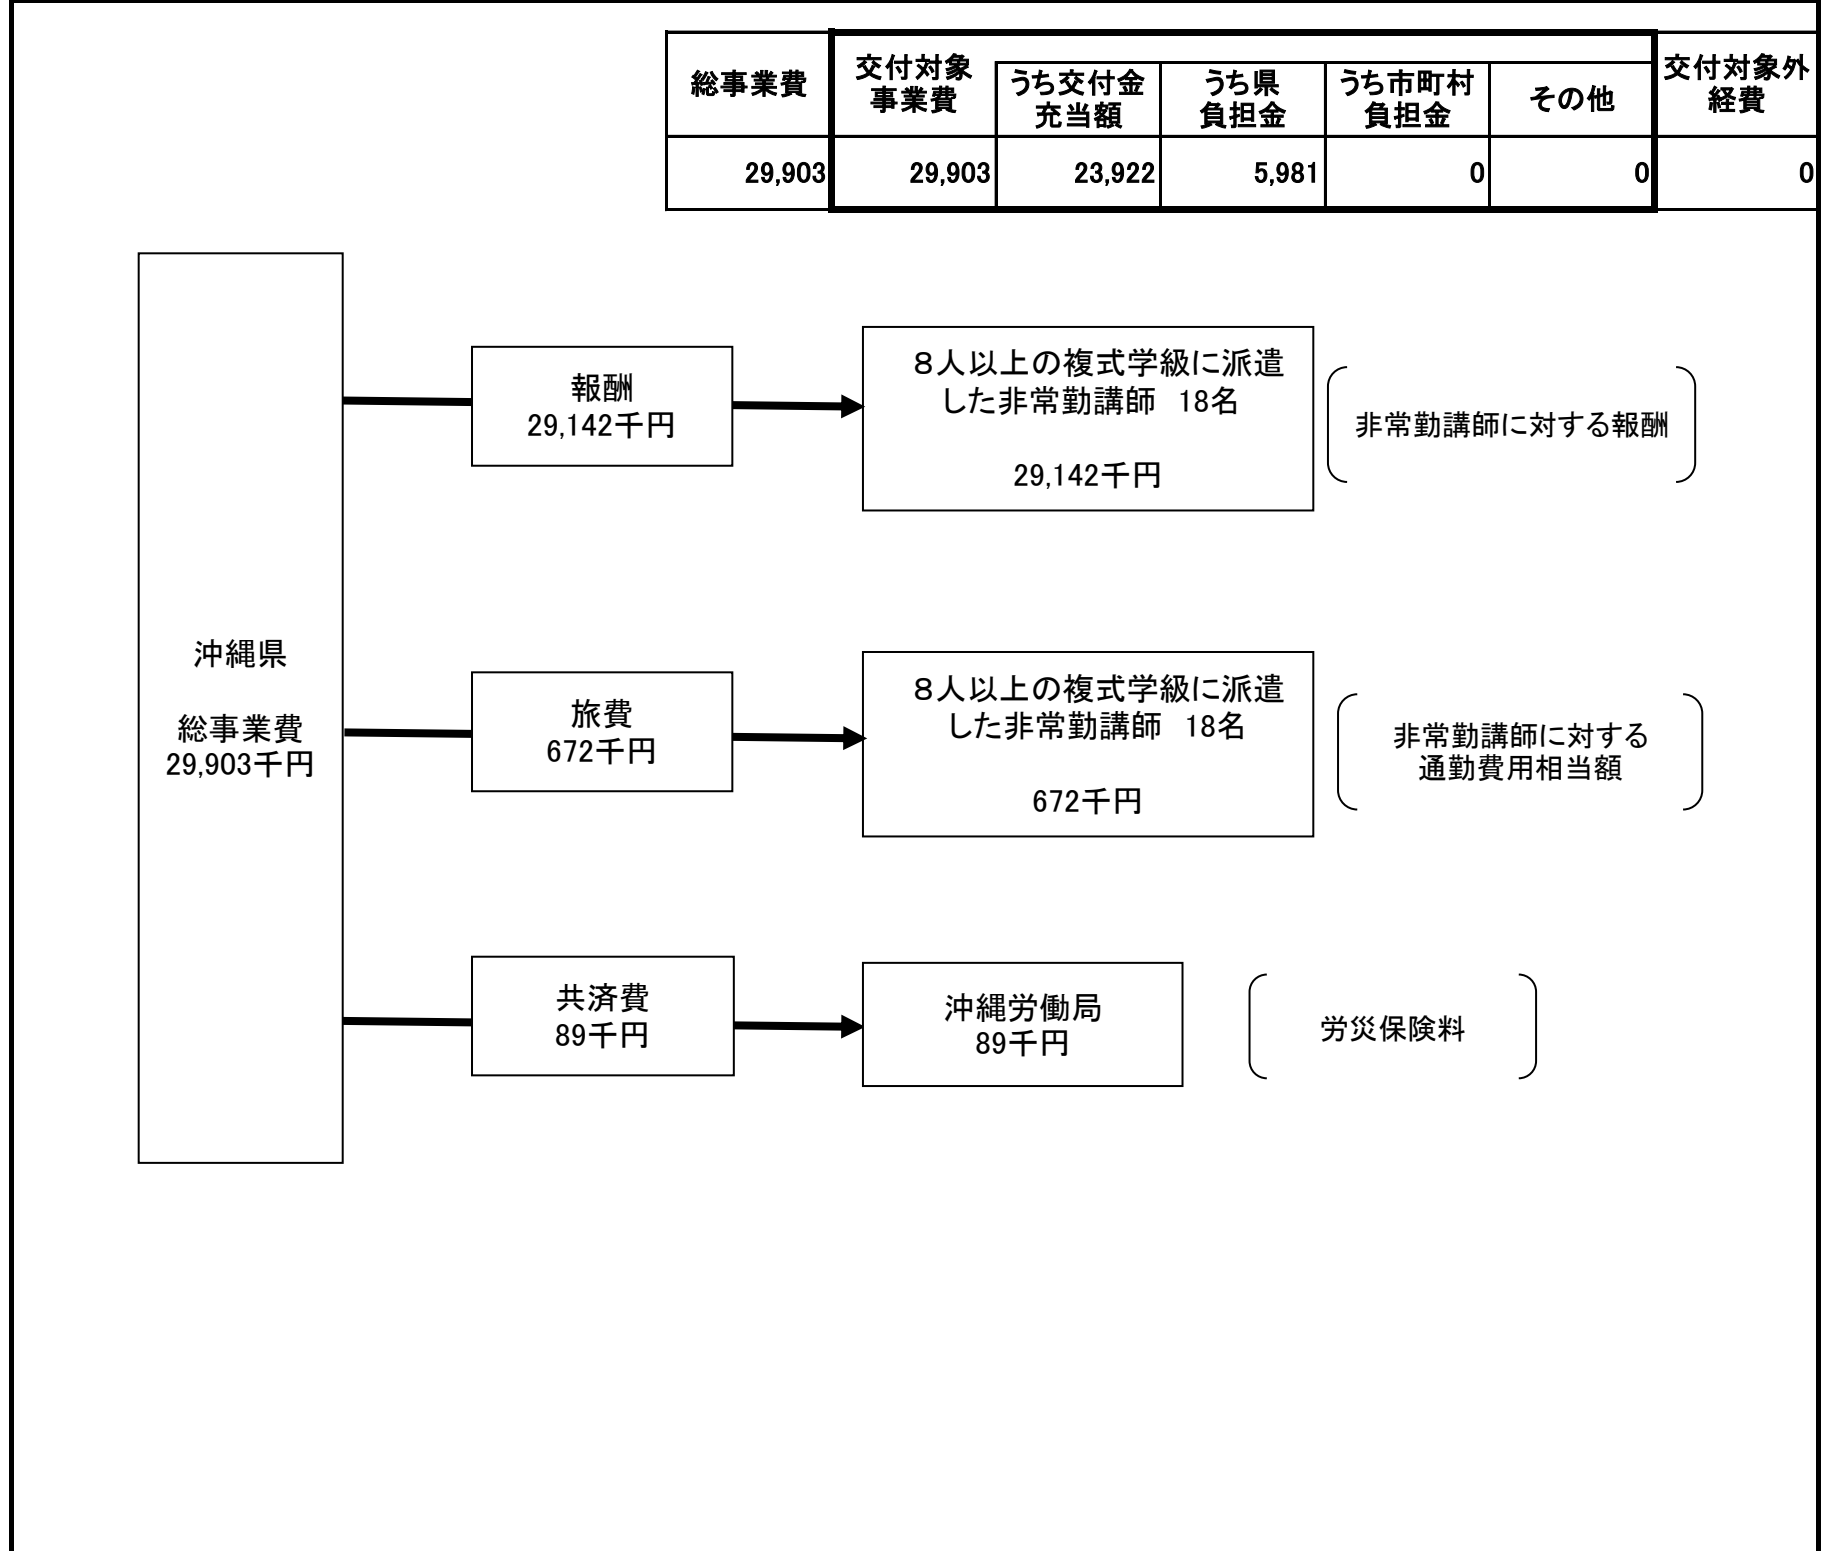 総事業費
交付対象
事業費
うち交付金
充当額
うち県
負担金
うち市町村
負担金
その他
交付対象外
経費
29,903
29,903
23,922
5,981
0
0
0
沖縄県
総事業費
29,903千円
報酬
29,142千円
８人以上の複式学級に派遣
した非常勤講師　18名
29,142千円
非常勤講師に対する報酬
旅費
672千円
８人以上の複式学級に派遣
した非常勤講師　18名
672千円
非常勤講師に対する
通勤費用相当額
共済費
89千円
沖縄労働局
89千円
労災保険料